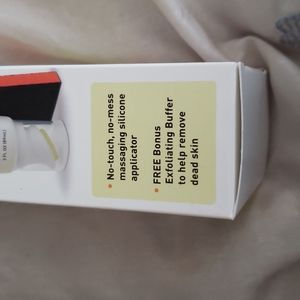 • No-touch, no-mess
massaging silicone
applicator
• FREE Bonus
Exfoliating Buffer
to help remove
dead skin